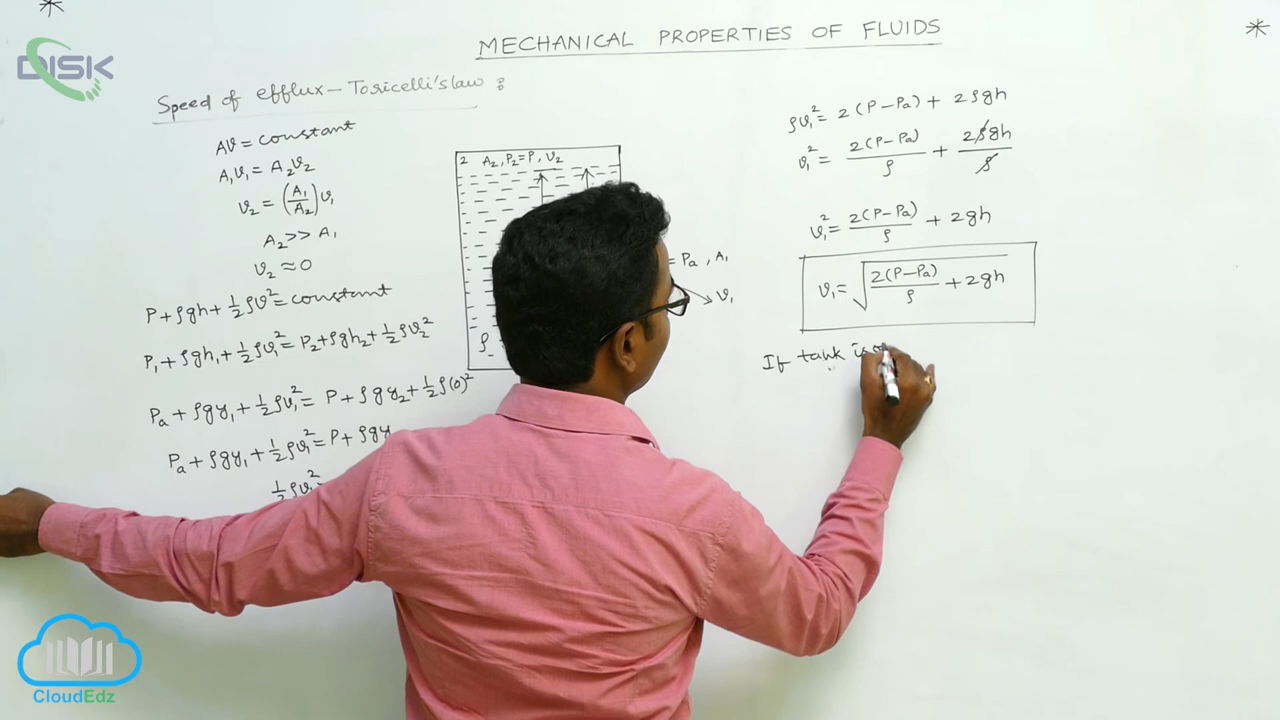 DISK
MECHANICAL PROPERTIES OF FLUIDS
Speed of efflux – Toricelli's law :
Av = constant
A₁v₁ = A₂v₂
v₂ = (A₁/A₂)v₁
A₂ >> A₁
v₂ ≈ 0
P + ρgh + ½ρv² = constant
P₁ + ρgh₁ + ½ρv₁² = P₂ + ρgh₂ + ½ρv₂²
Pₐ + ρgy₁ + ½ρv₁² = P + ρgy₂ + ½ρ(0)²
Pₐ + ρgy₁ + ½ρv₁² = P + ρgy
½ρv₁²
2 A₂, P₂ = P, v₂
= Pₐ, A₁
v₁
ρ
ρv₁² = 2(P – Pₐ) + 2ρgh
v₁² = 2(P – Pₐ)/ρ + 2ρgh/ρ
v₁² = 2(P – Pₐ)/ρ + 2gh
v₁ = √(2(P – Pₐ)/ρ + 2gh)
If tank is
CloudEdz